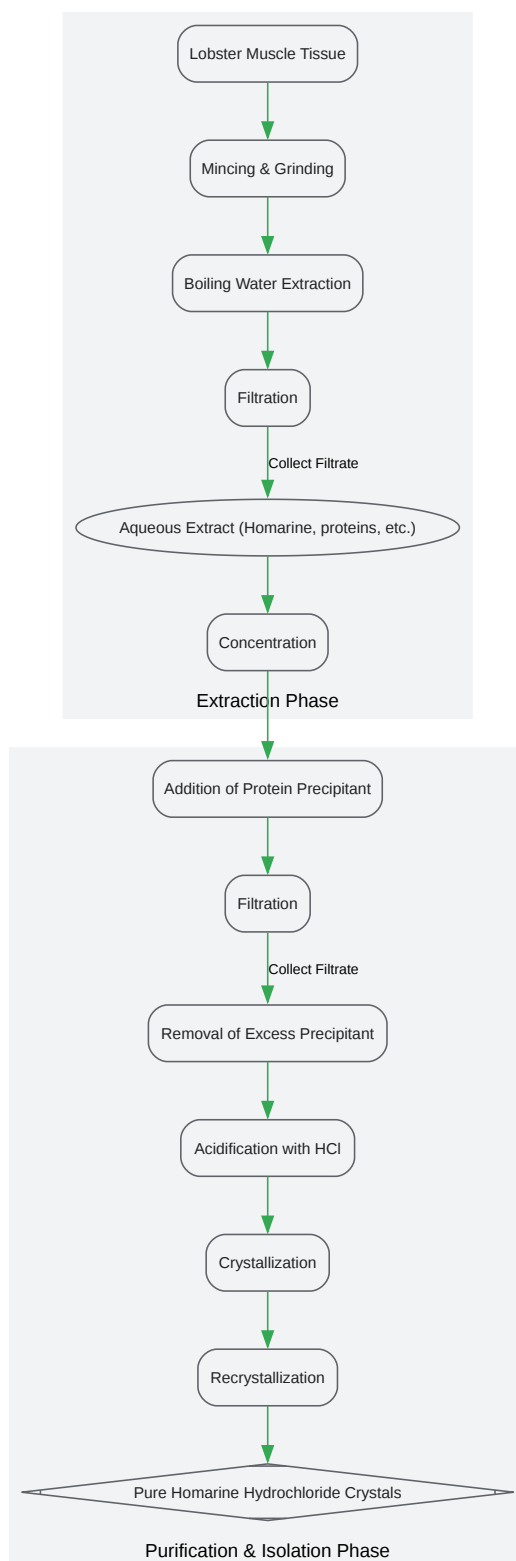 Lobster Muscle Tissue
Mincing & Grinding
Boiling Water Extraction
Filtration
Collect Filtrate
Aqueous Extract (Homarine, proteins, etc.)
Concentration
Extraction Phase
Addition of Protein Precipitant
Filtration
Collect Filtrate
Removal of Excess Precipitant
Acidification with HCl
Crystallization
Recrystallization
Pure Homarine Hydrochloride Crystals
Purification & Isolation Phase